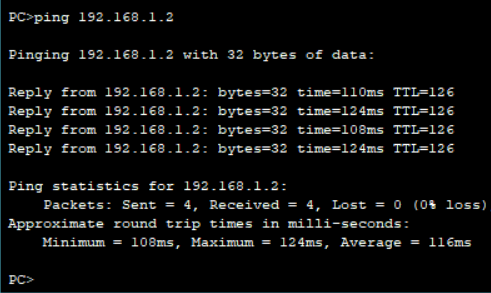 PC>ping 192.168.1.2
Pinging 192.168.1.2 with 32 bytes of data:
Reply from 192.168.1.2: bytes=32 time=110ms TTL=126
Reply from 192.168.1.2: bytes=32 time=124ms TTL=126
Reply from 192.168.1.2: bytes=32 time=108ms TTL=126
Reply from 192.168.1.2: bytes=32 time=124ms TTL=126
Ping statistics for 192.168.1.2:
Packets: Sent = 4, Received = 4, Lost = 0 (0% loss)
Approximate round trip times in milli-seconds:
Minimum = 108ms, Maximum = 124ms, Average = 116ms
PC>